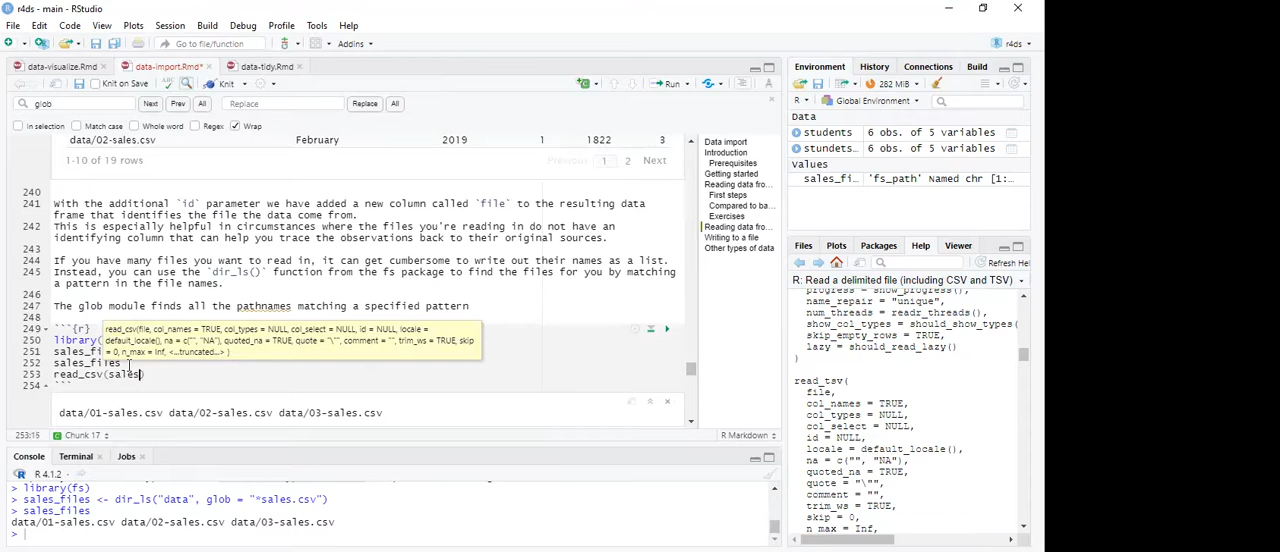 r4ds - main - RStudio
File Edit Code View Plots Session Build Debug Profile Tools Help
Go to file/function Addins r4ds
data-visualize.Rmd data-import.Rmd* data-tidy.Rmd
Knit on Save Knit Run
glob Next Prev All Replace Replace All
In selection Match case Whole word Regex Wrap
data/02-sales.csv February 2019 1 1822 3
1-10 of 19 rows Previous 1 2 Next
240
241 With the additional `id` parameter we have added a new column called `file` to the resulting data
frame that identifies the file the data come from.
242 This is especially helpful in circumstances where the files you're reading in do not have an
identifying column that can help you trace the observations back to their original sources.
243
244 If you have many files you want to read in, it can get cumbersome to write out their names as a list.
245 Instead, you can use the `dir_ls()` function from the fs package to find the files for you by matching
a pattern in the file names.
246
247 The glob module finds all the pathnames matching a specified pattern
248
249 ```{r}
read_csv(file, col_names = TRUE, col_types = NULL, col_select = NULL, id = NULL, locale =
default_locale(), na = c("", "NA"), quoted_na = TRUE, quote = "\"", comment = "", trim_ws = TRUE, skip
= 0, n_max = Inf, <...truncated...> )
250 library(
251 sales_fi
252 sales_files
253 read_csv(sales)
254 ```
data/01-sales.csv data/02-sales.csv data/03-sales.csv
253:15 Chunk 17 R Markdown
Data import
Introduction
Prerequisites
Getting started
Reading data fro...
First steps
Compared to ba...
Exercises
Reading data fro...
Writing to a file
Other types of data
Console Terminal Jobs
R 4.1.2 · ~/
> library(fs)
> sales_files <- dir_ls("data", glob = "*sales.csv")
> sales_files
data/01-sales.csv data/02-sales.csv data/03-sales.csv
>
Environment History Connections Build
282 MiB
R Global Environment
Data
students 6 obs. of 5 variables
stundets... 6 obs. of 5 variables
Values
sales_fi... 'fs_path' Named chr [1:...
Files Plots Packages Help Viewer
Refresh Help
R: Read a delimited file (including CSV and TSV)
progress = show_progress(),
name_repair = "unique",
num_threads = readr_threads(),
show_col_types = should_show_types(
skip_empty_rows = TRUE,
lazy = should_read_lazy()
)
read_tsv(
file,
col_names = TRUE,
col_types = NULL,
col_select = NULL,
id = NULL,
locale = default_locale(),
na = c("", "NA"),
quoted_na = TRUE,
quote = "\"",
comment = "",
trim_ws = TRUE,
skip = 0,
n_max = Inf,